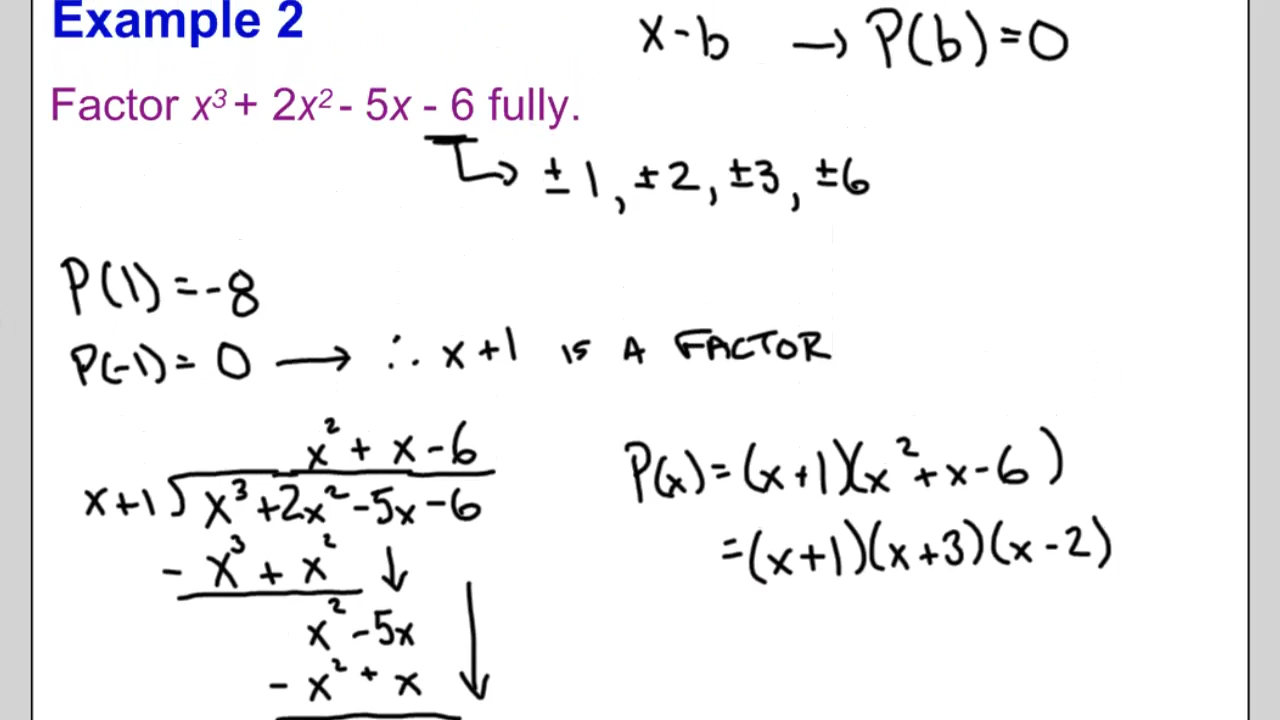 Example 2
x-b → P(b)=0
Factor x³ + 2x² - 5x - 6 fully.
±1, ±2, ±3, ±6
P(1)=-8
P(-1)=0 → ∴ x+1 IS A FACTOR
x²+x-6
x+1)x³+2x²-5x-6
- x³+x² ↓
x²-5x
- x²+x
P(x)=(x+1)(x²+x-6)
=(x+1)(x+3)(x-2)